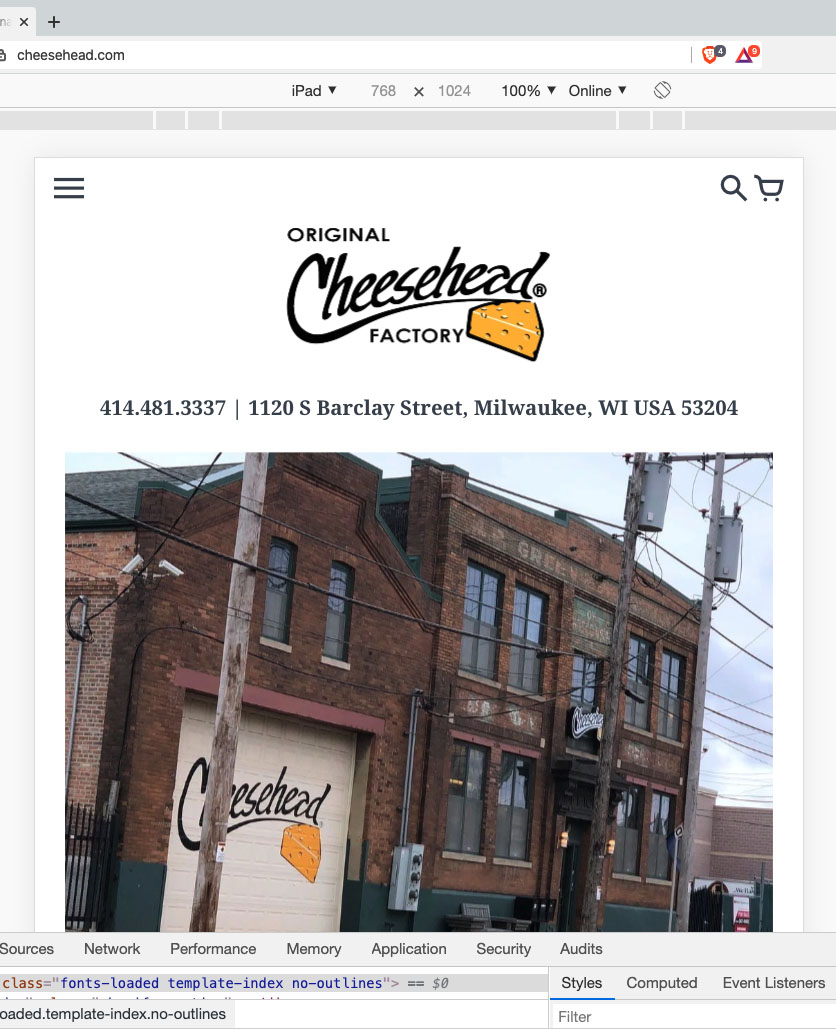 cheesehead.com
4
9
iPad ▼ 768 × 1024 100% ▼ Online ▼
ORIGINAL
Cheesehead®
FACTORY
414.481.3337 | 1120 S Barclay Street, Milwaukee, WI USA 53204
Cheesehead
Cheesehead
Sources Network Performance Memory Application Security Audits
class="fonts-loaded template-index no-outlines"> == $0
Styles Computed Event Listeners
oaded.template-index.no-outlines
Filter